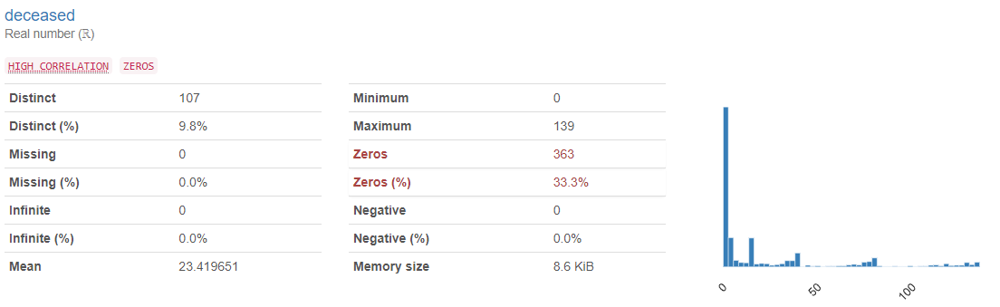 deceased
Real number (ℝ)
HIGH CORRELATION ZEROS
Distinct 107
Distinct (%) 9.8%
Missing 0
Missing (%) 0.0%
Infinite 0
Infinite (%) 0.0%
Mean 23.419651
Minimum 0
Maximum 139
Zeros 363
Zeros (%) 33.3%
Negative 0
Negative (%) 0.0%
Memory size 8.6 KiB
0 50 100